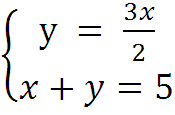 y = 3x/2
x + y = 5